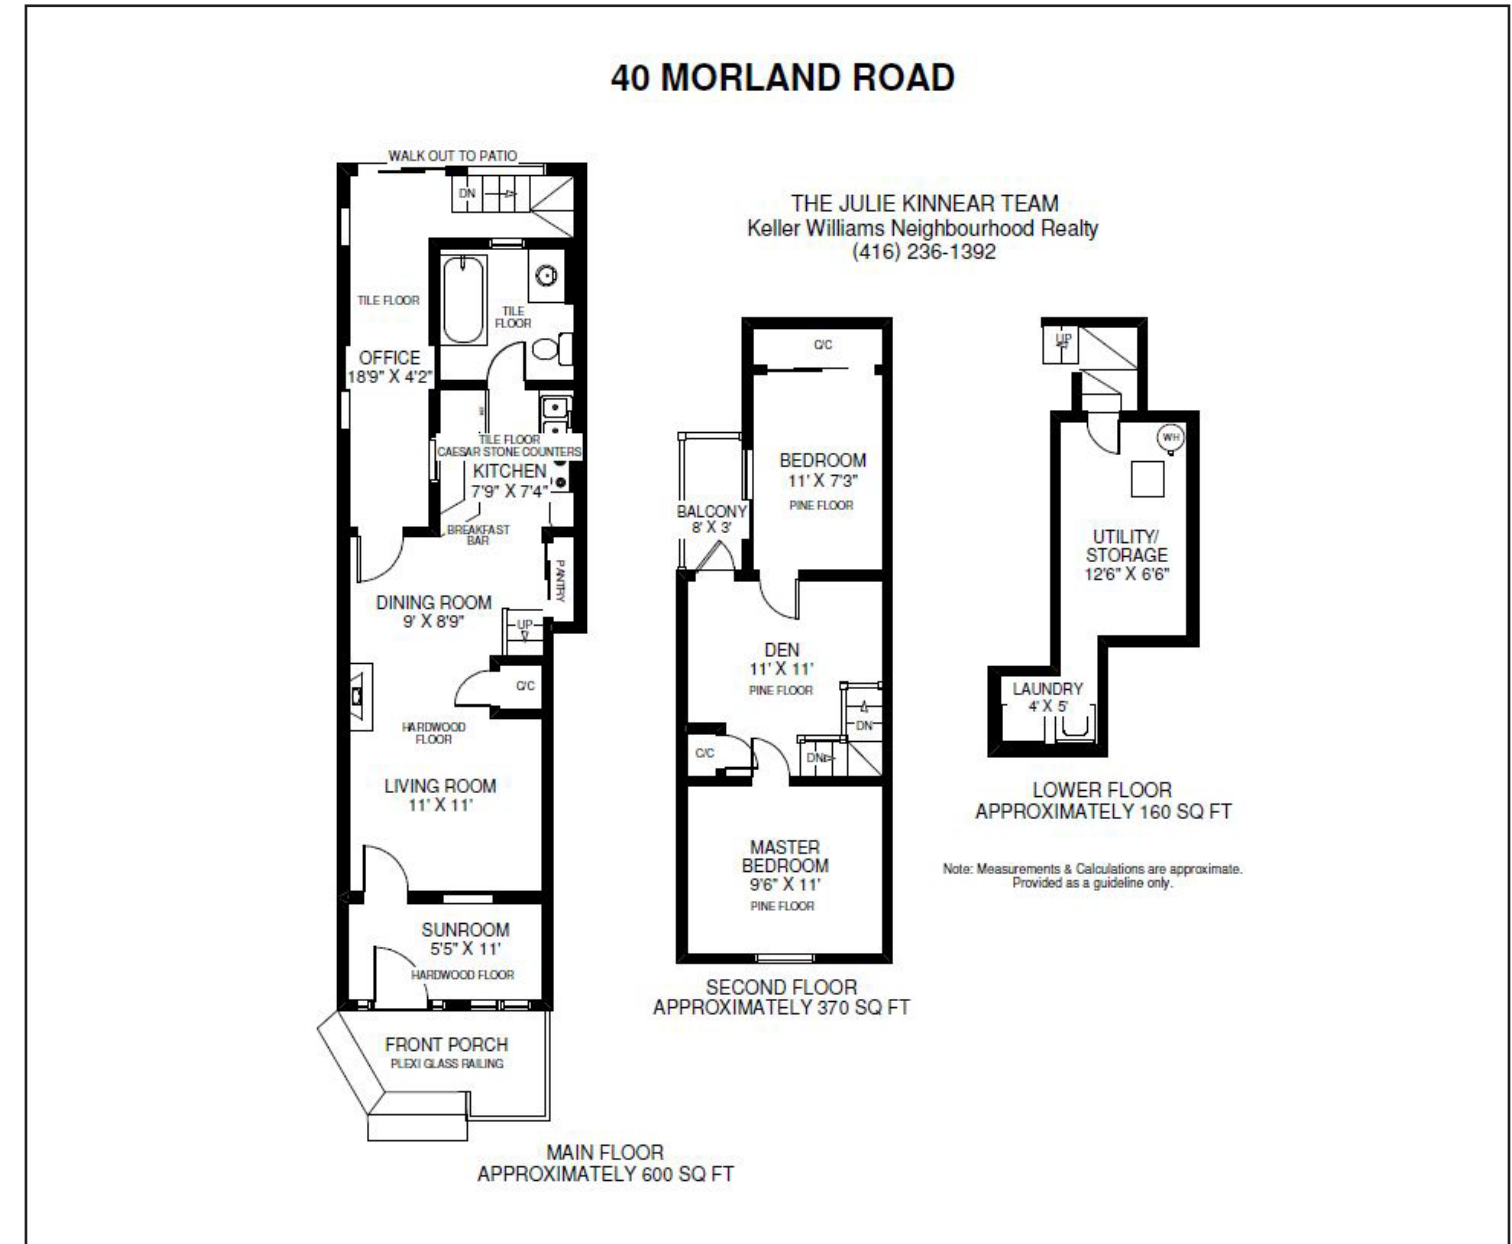 40 MORLAND ROAD
WALK OUT TO PATIO
DN
THE JULIE KINNEAR TEAM
Keller Williams Neighbourhood Realty
(416) 236-1392
TILE FLOOR
TILE
FLOOR
OFFICE
18'9" X 4'2"
TILE FLOOR
CAESAR STONE COUNTERS
KITCHEN
7'9" X 7'4"
BREAKFAST
BAR
PANTRY
DINING ROOM
9' X 8'9"
UP
C/C
HARDWOOD
FLOOR
LIVING ROOM
11' X 11'
SUNROOM
5'5" X 11'
HARDWOOD FLOOR
FRONT PORCH
PLEXI GLASS RAILING
MAIN FLOOR
APPROXIMATELY 600 SQ FT
C/C
BEDROOM
11' X 7'3"
PINE FLOOR
BALCONY
8' X 3'
DEN
11' X 11'
PINE FLOOR
DN
C/C
DN
MASTER
BEDROOM
9'6" X 11'
PINE FLOOR
SECOND FLOOR
APPROXIMATELY 370 SQ FT
UP
WH
UTILITY/
STORAGE
12'6" X 6'6"
LAUNDRY
4' X 5'
LOWER FLOOR
APPROXIMATELY 160 SQ FT
Note: Measurements & Calculations are approximate.
Provided as a guideline only.